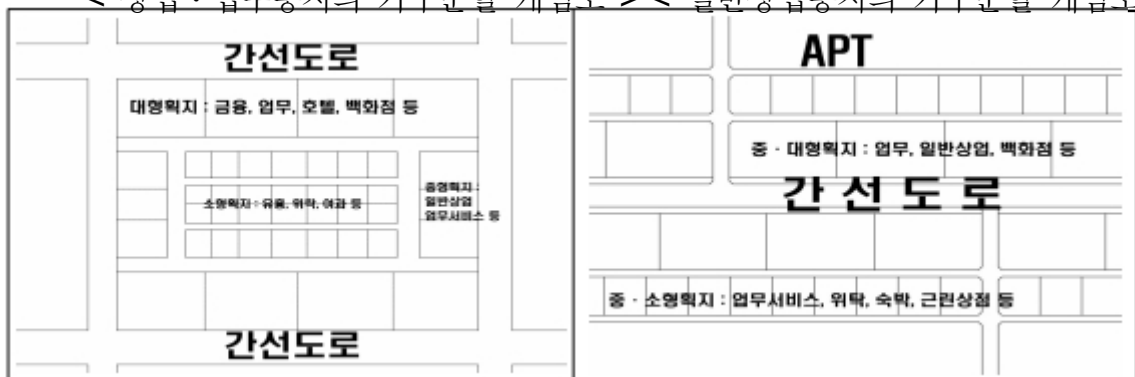 간선도로
대형획지 : 금융, 업무, 호텔, 백화점 등
소형획지 : 유흥, 위락, 여과 등
중형획지 :
일반상업
업무서비스 등
간선도로
APT
중 · 대형획지 : 업무, 일반상업, 백화점 등
간 선 도 로
중 · 소형획지 : 업무서비스, 위탁, 숙박, 근린상점 등